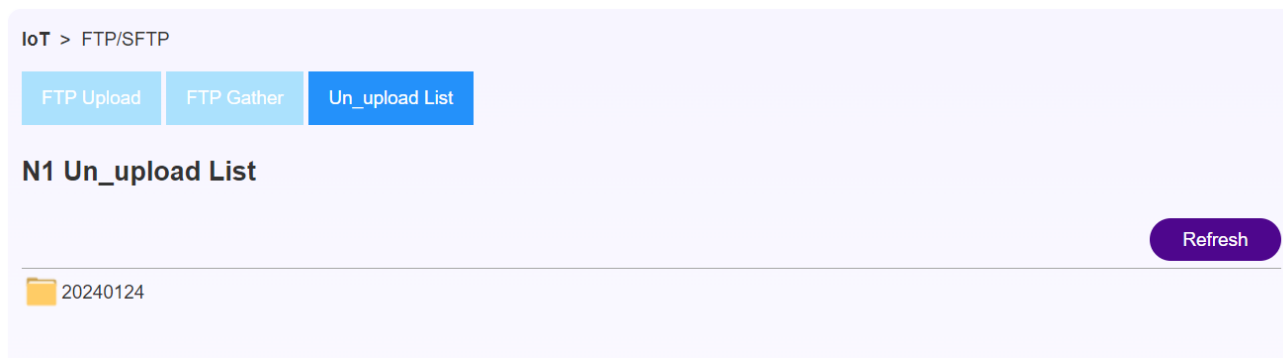 IoT > FTP/SFTP
FTP Upload FTP Gather Un_upload List
N1 Un_upload List
Refresh
20240124